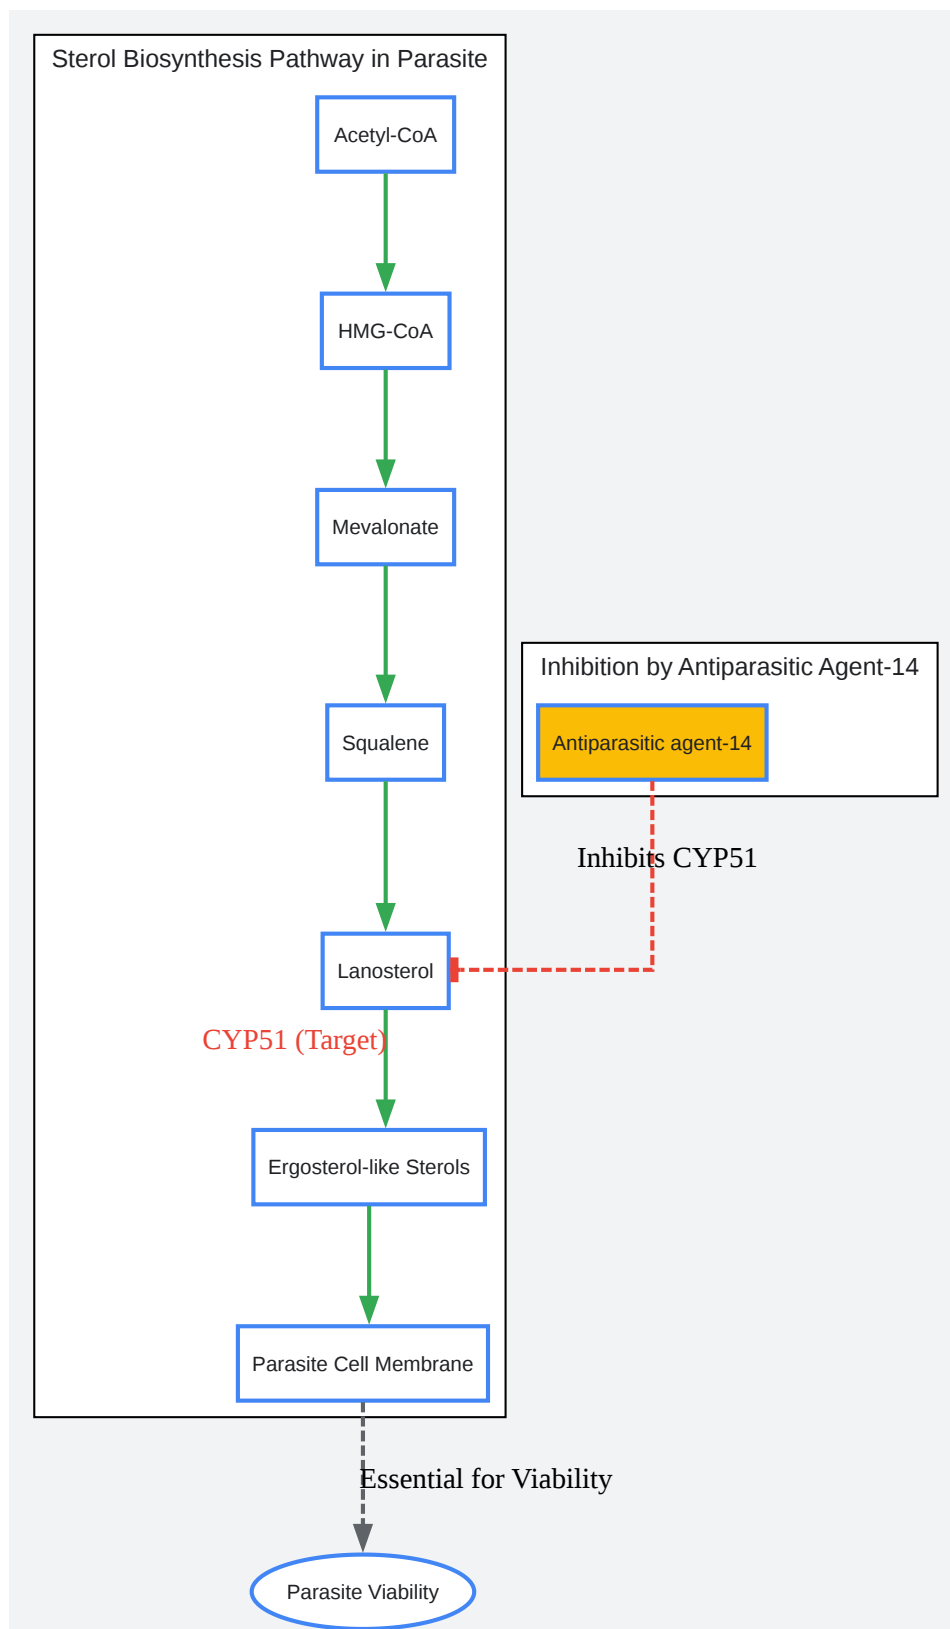 Sterol Biosynthesis Pathway in Parasite
Acetyl-CoA
HMG-CoA
Mevalonate
Squalene
Inhibition by Antiparasitic Agent-14
Antiparasitic agent-14
Inhibits CYP51
Lanosterol
CYP51 (Target)
Ergosterol-like Sterols
Parasite Cell Membrane
Essential for Viability
Parasite Viability